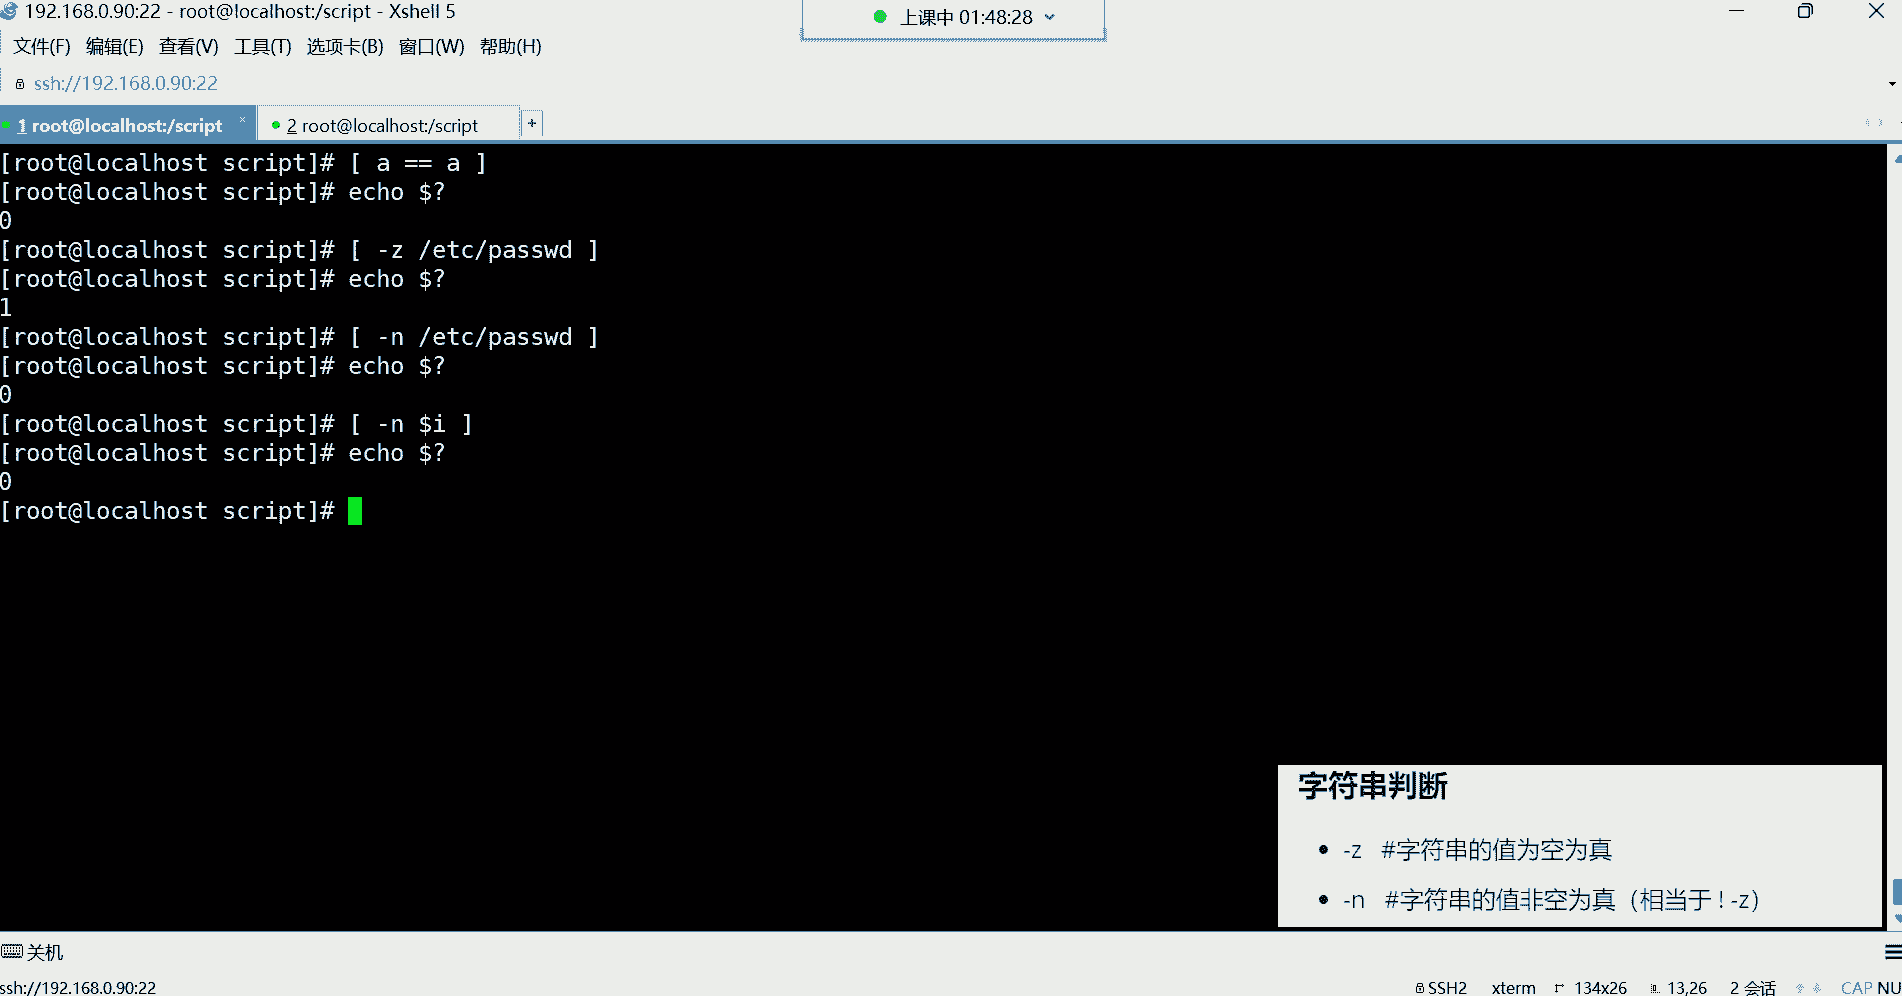 192.168.0.90:22 - root@localhost:/script - Xshell 5
上课中 01:48:28
文件(F) 编辑(E) 查看(V) 工具(T) 选项卡(B) 窗口(W) 帮助(H)
ssh://192.168.0.90:22
1 root@localhost:/script × 2 root@localhost:/script +
[root@localhost script]# [ a == a ]
[root@localhost script]# echo $?
0
[root@localhost script]# [ -z /etc/passwd ]
[root@localhost script]# echo $?
1
[root@localhost script]# [ -n /etc/passwd ]
[root@localhost script]# echo $?
0
[root@localhost script]# [ -n $i ]
[root@localhost script]# echo $?
0
[root@localhost script]#
字符串判断
• -z #字符串的值为空为真
• -n #字符串的值非空为真（相当于 ! -z）
关机
ssh://192.168.0.90:22 SSH2 xterm 134x26 13,26 2 会话 CAP NU